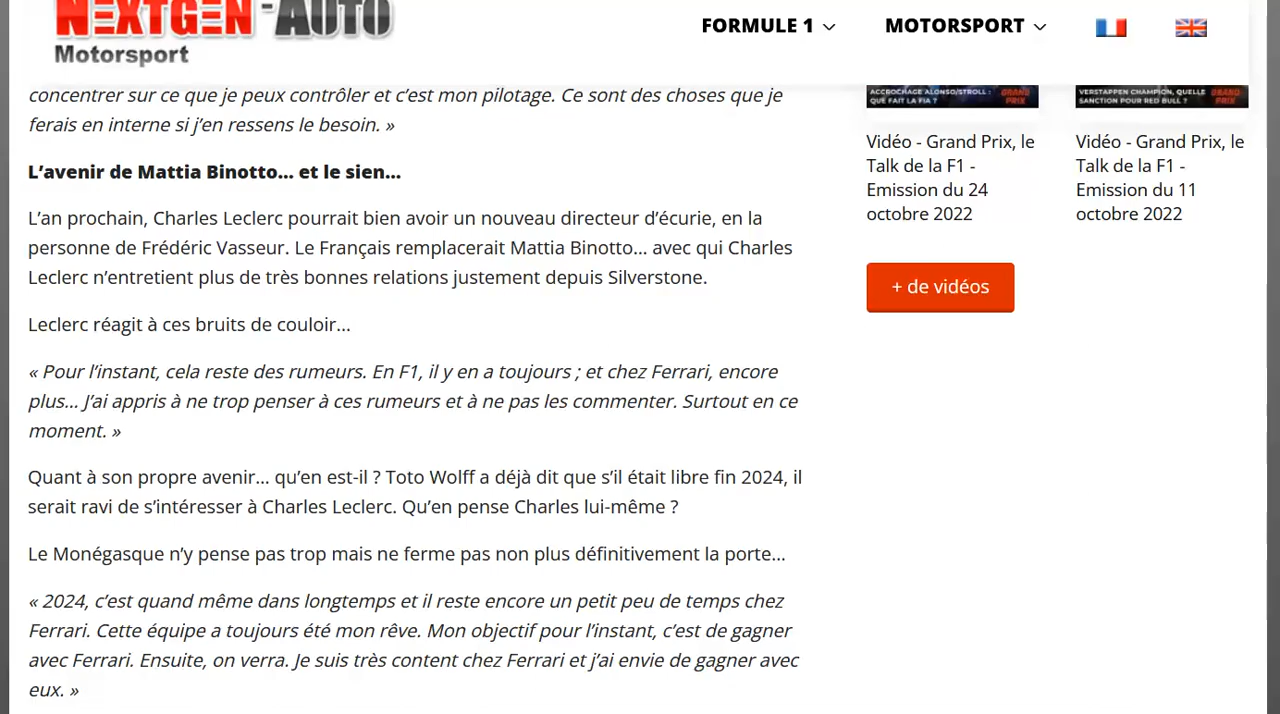 NEXTGEN-AUTO
Motorsport
FORMULE 1
MOTORSPORT
concentrer sur ce que je peux contrôler et c’est mon pilotage. Ce sont des choses que je
ferais en interne si j’en ressens le besoin. »
L’avenir de Mattia Binotto... et le sien...
L’an prochain, Charles Leclerc pourrait bien avoir un nouveau directeur d’écurie, en la
personne de Frédéric Vasseur. Le Français remplacerait Mattia Binotto... avec qui Charles
Leclerc n’entretient plus de très bonnes relations justement depuis Silverstone.
Leclerc réagit à ces bruits de couloir...
« Pour l’instant, cela reste des rumeurs. En F1, il y en a toujours ; et chez Ferrari, encore
plus... J’ai appris à ne trop penser à ces rumeurs et à ne pas les commenter. Surtout en ce
moment. »
Quant à son propre avenir... qu’en est-il ? Toto Wolff a déjà dit que s’il était libre fin 2024, il
serait ravi de s’intéresser à Charles Leclerc. Qu’en pense Charles lui-même ?
Le Monégasque n’y pense pas trop mais ne ferme pas non plus définitivement la porte...
« 2024, c’est quand même dans longtemps et il reste encore un petit peu de temps chez
Ferrari. Cette équipe a toujours été mon rêve. Mon objectif pour l’instant, c’est de gagner
avec Ferrari. Ensuite, on verra. Je suis très content chez Ferrari et j’ai envie de gagner avec
eux. »
ACCROCHAGE ALONSO/STROLL :
QUE FAIT LA FIA ?
GRAND
PRIX
Vidéo - Grand Prix, le
Talk de la F1 -
Emission du 24
octobre 2022
VERSTAPPEN CHAMPION, QUELLE
SANCTION POUR RED BULL ?
GRAND
PRIX
Vidéo - Grand Prix, le
Talk de la F1 -
Emission du 11
octobre 2022
+ de vidéos